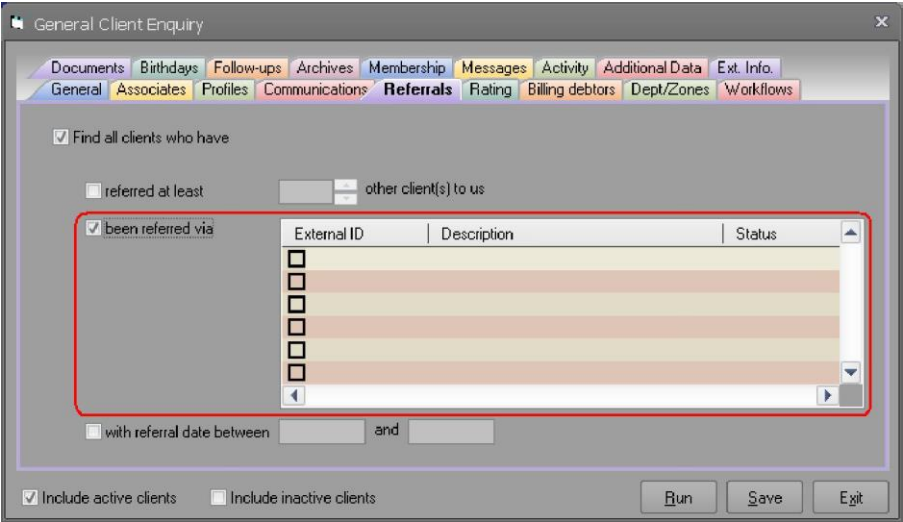 General Client Enquiry
Documents Birthdays Follow-ups Archives Membership Messages Activity Additional Data Ext. Info.
General Associates Profiles Communications Referrals Rating Billing debtors Dept/Zones Workflows
Find all clients who have
referred at least other client(s) to us
been referred via
External ID Description Status
with referral date between and
Include active clients Include inactive clients Run Save Exit